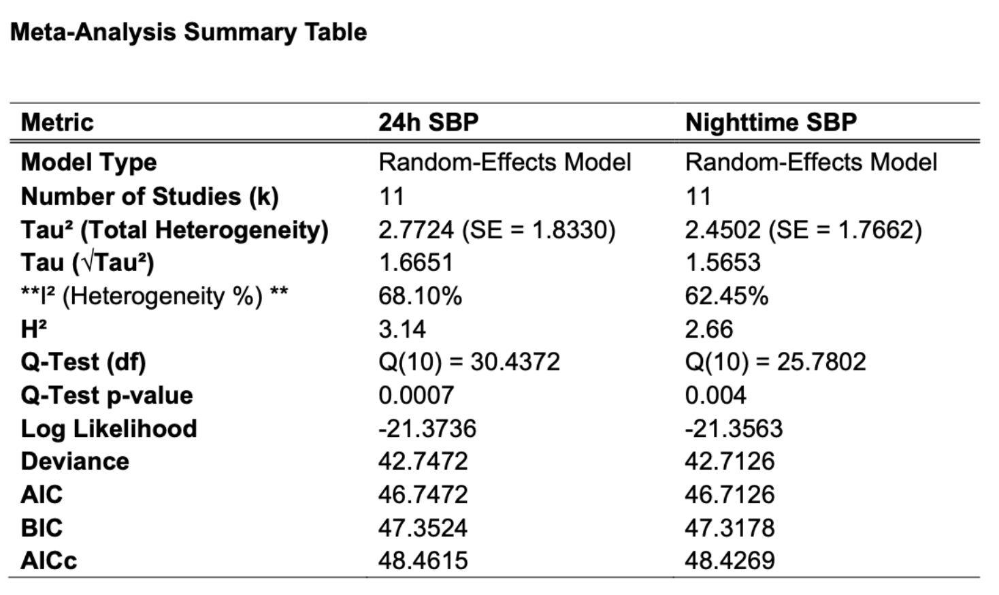 Meta-Analysis Summary Table
Metric 24h SBP Nighttime SBP
Model Type Random-Effects Model Random-Effects Model
Number of Studies (k) 11 11
Tau² (Total Heterogeneity) 2.7724 (SE = 1.8330) 2.4502 (SE = 1.7662)
Tau (√Tau²) 1.6651 1.5653
**I² (Heterogeneity %) ** 68.10% 62.45%
H² 3.14 2.66
Q-Test (df) Q(10) = 30.4372 Q(10) = 25.7802
Q-Test p-value 0.0007 0.004
Log Likelihood -21.3736 -21.3563
Deviance 42.7472 42.7126
AIC 46.7472 46.7126
BIC 47.3524 47.3178
AICc 48.4615 48.4269